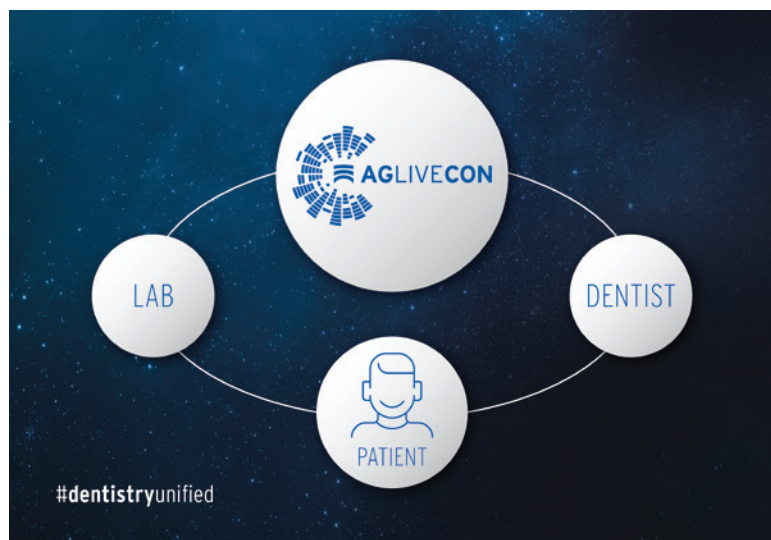 AGLIVECON
LAB
DENTIST
PATIENT
#dentistryunified